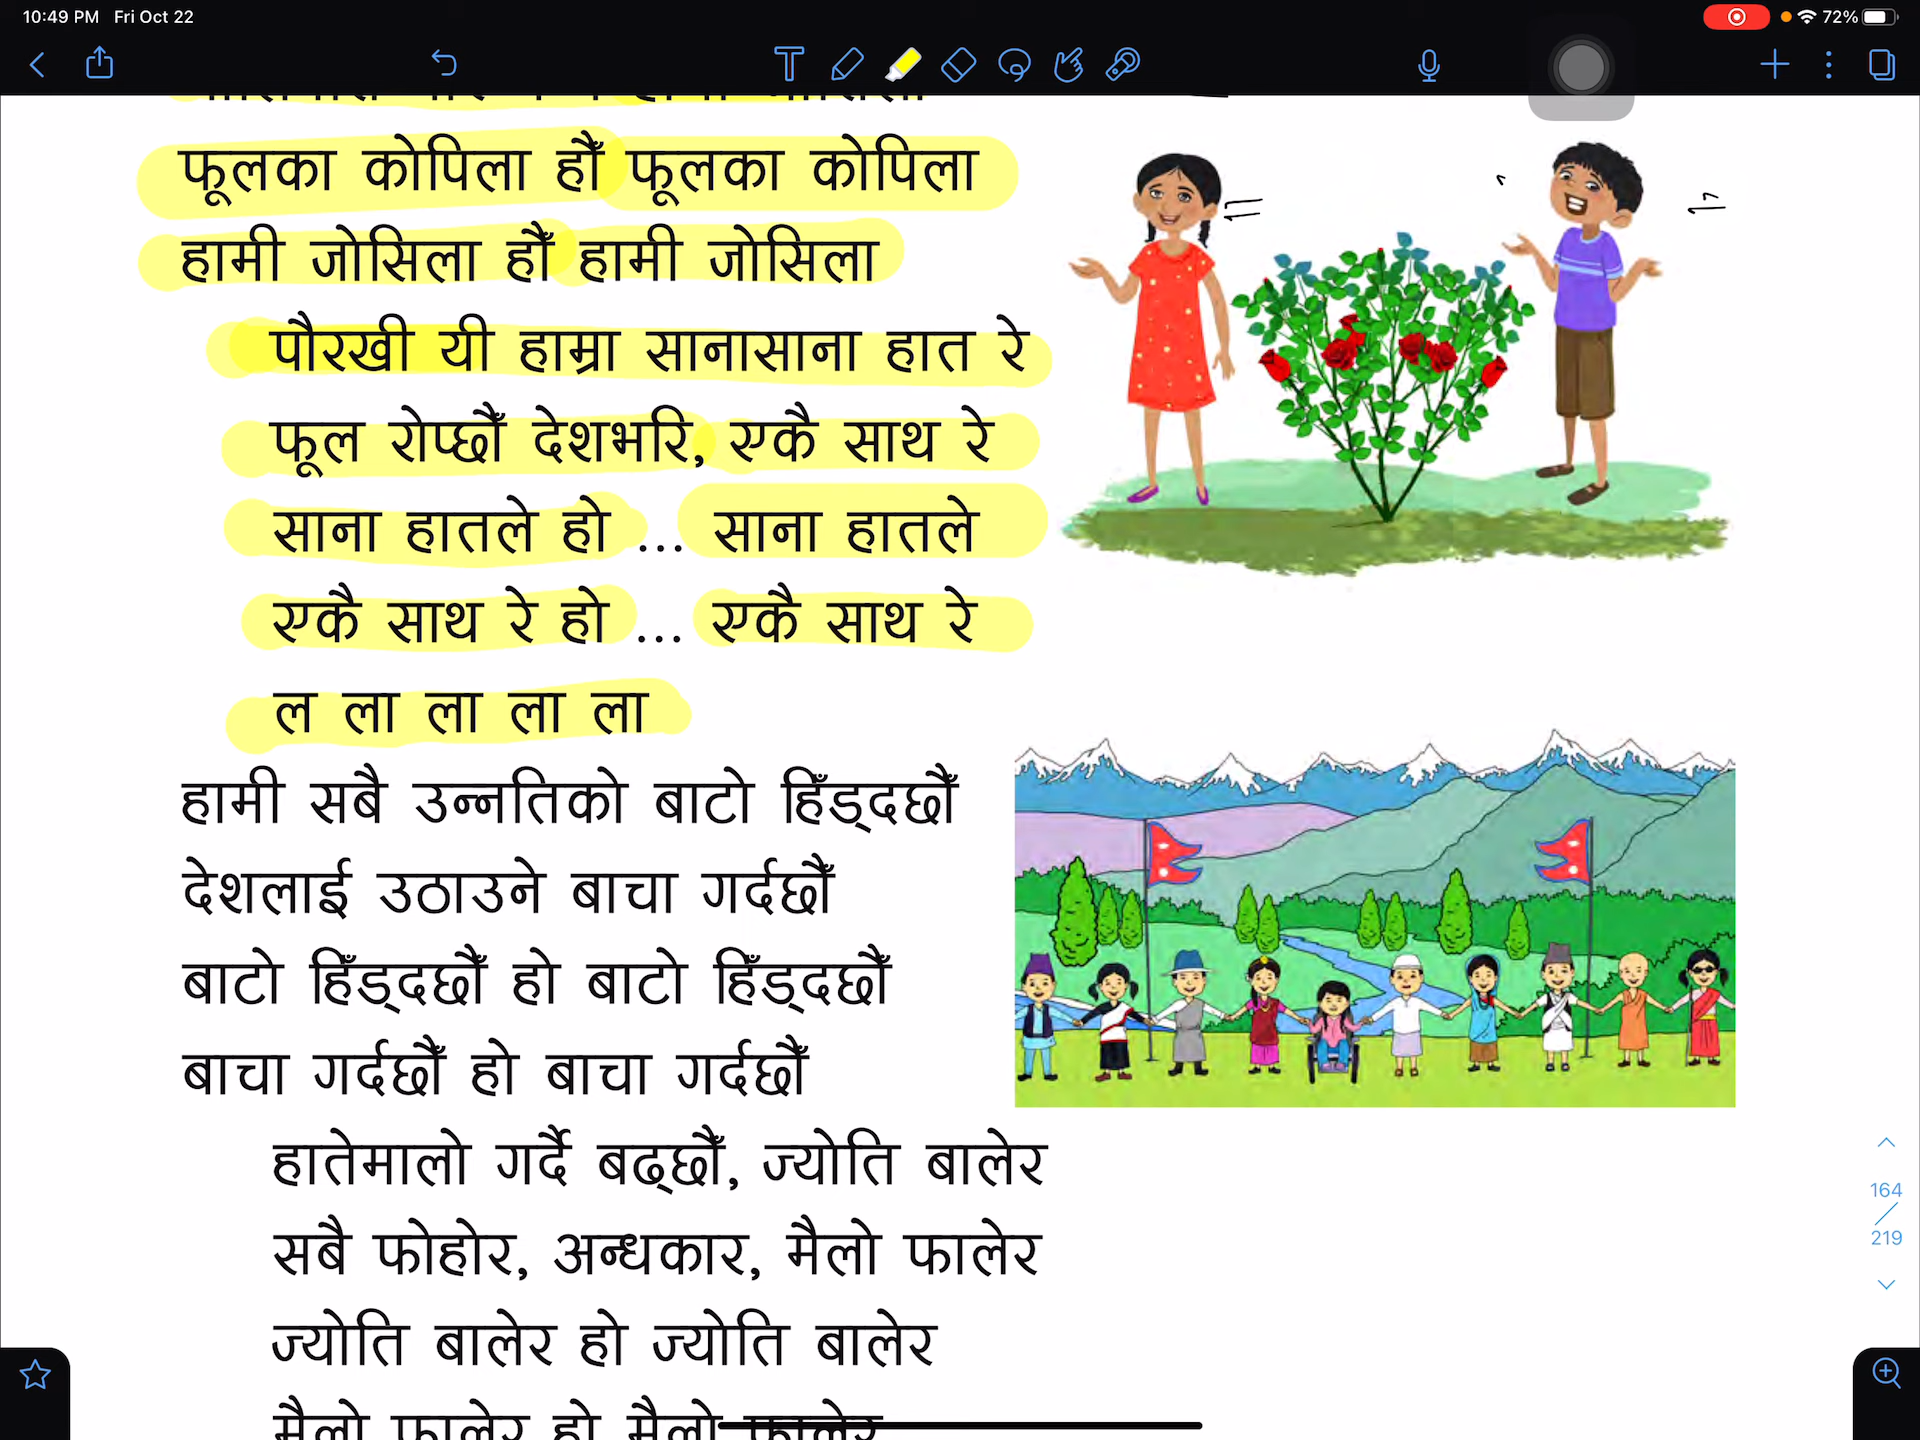 10:49 PM Fri Oct 22
72%
फूलका कोपिला हौँ फूलका कोपिला
हामी जोसिला हौँ हामी जोसिला
पौरखी यी हाम्रा सानासाना हात रे
फूल रोप्छौँ देशभरि, एकै साथ रे
साना हातले हो ... साना हातले
एकै साथ रे हो ... एकै साथ रे
ल ला ला ला ला
हामी सबै उन्नतिको बाटो हिँड्दछौँ
देशलाई उठाउने बाचा गर्दछौँ
बाटो हिँड्दछौँ हो बाटो हिँड्दछौँ
बाचा गर्दछौँ हो बाचा गर्दछौँ
हातेमालो गर्दै बढ्छौँ, ज्योति बालेर
सबै फोहोर, अन्धकार, मैलो फालेर
ज्योति बालेर हो ज्योति बालेर
मैलो फालेर हो मैलो फालेर
164
219